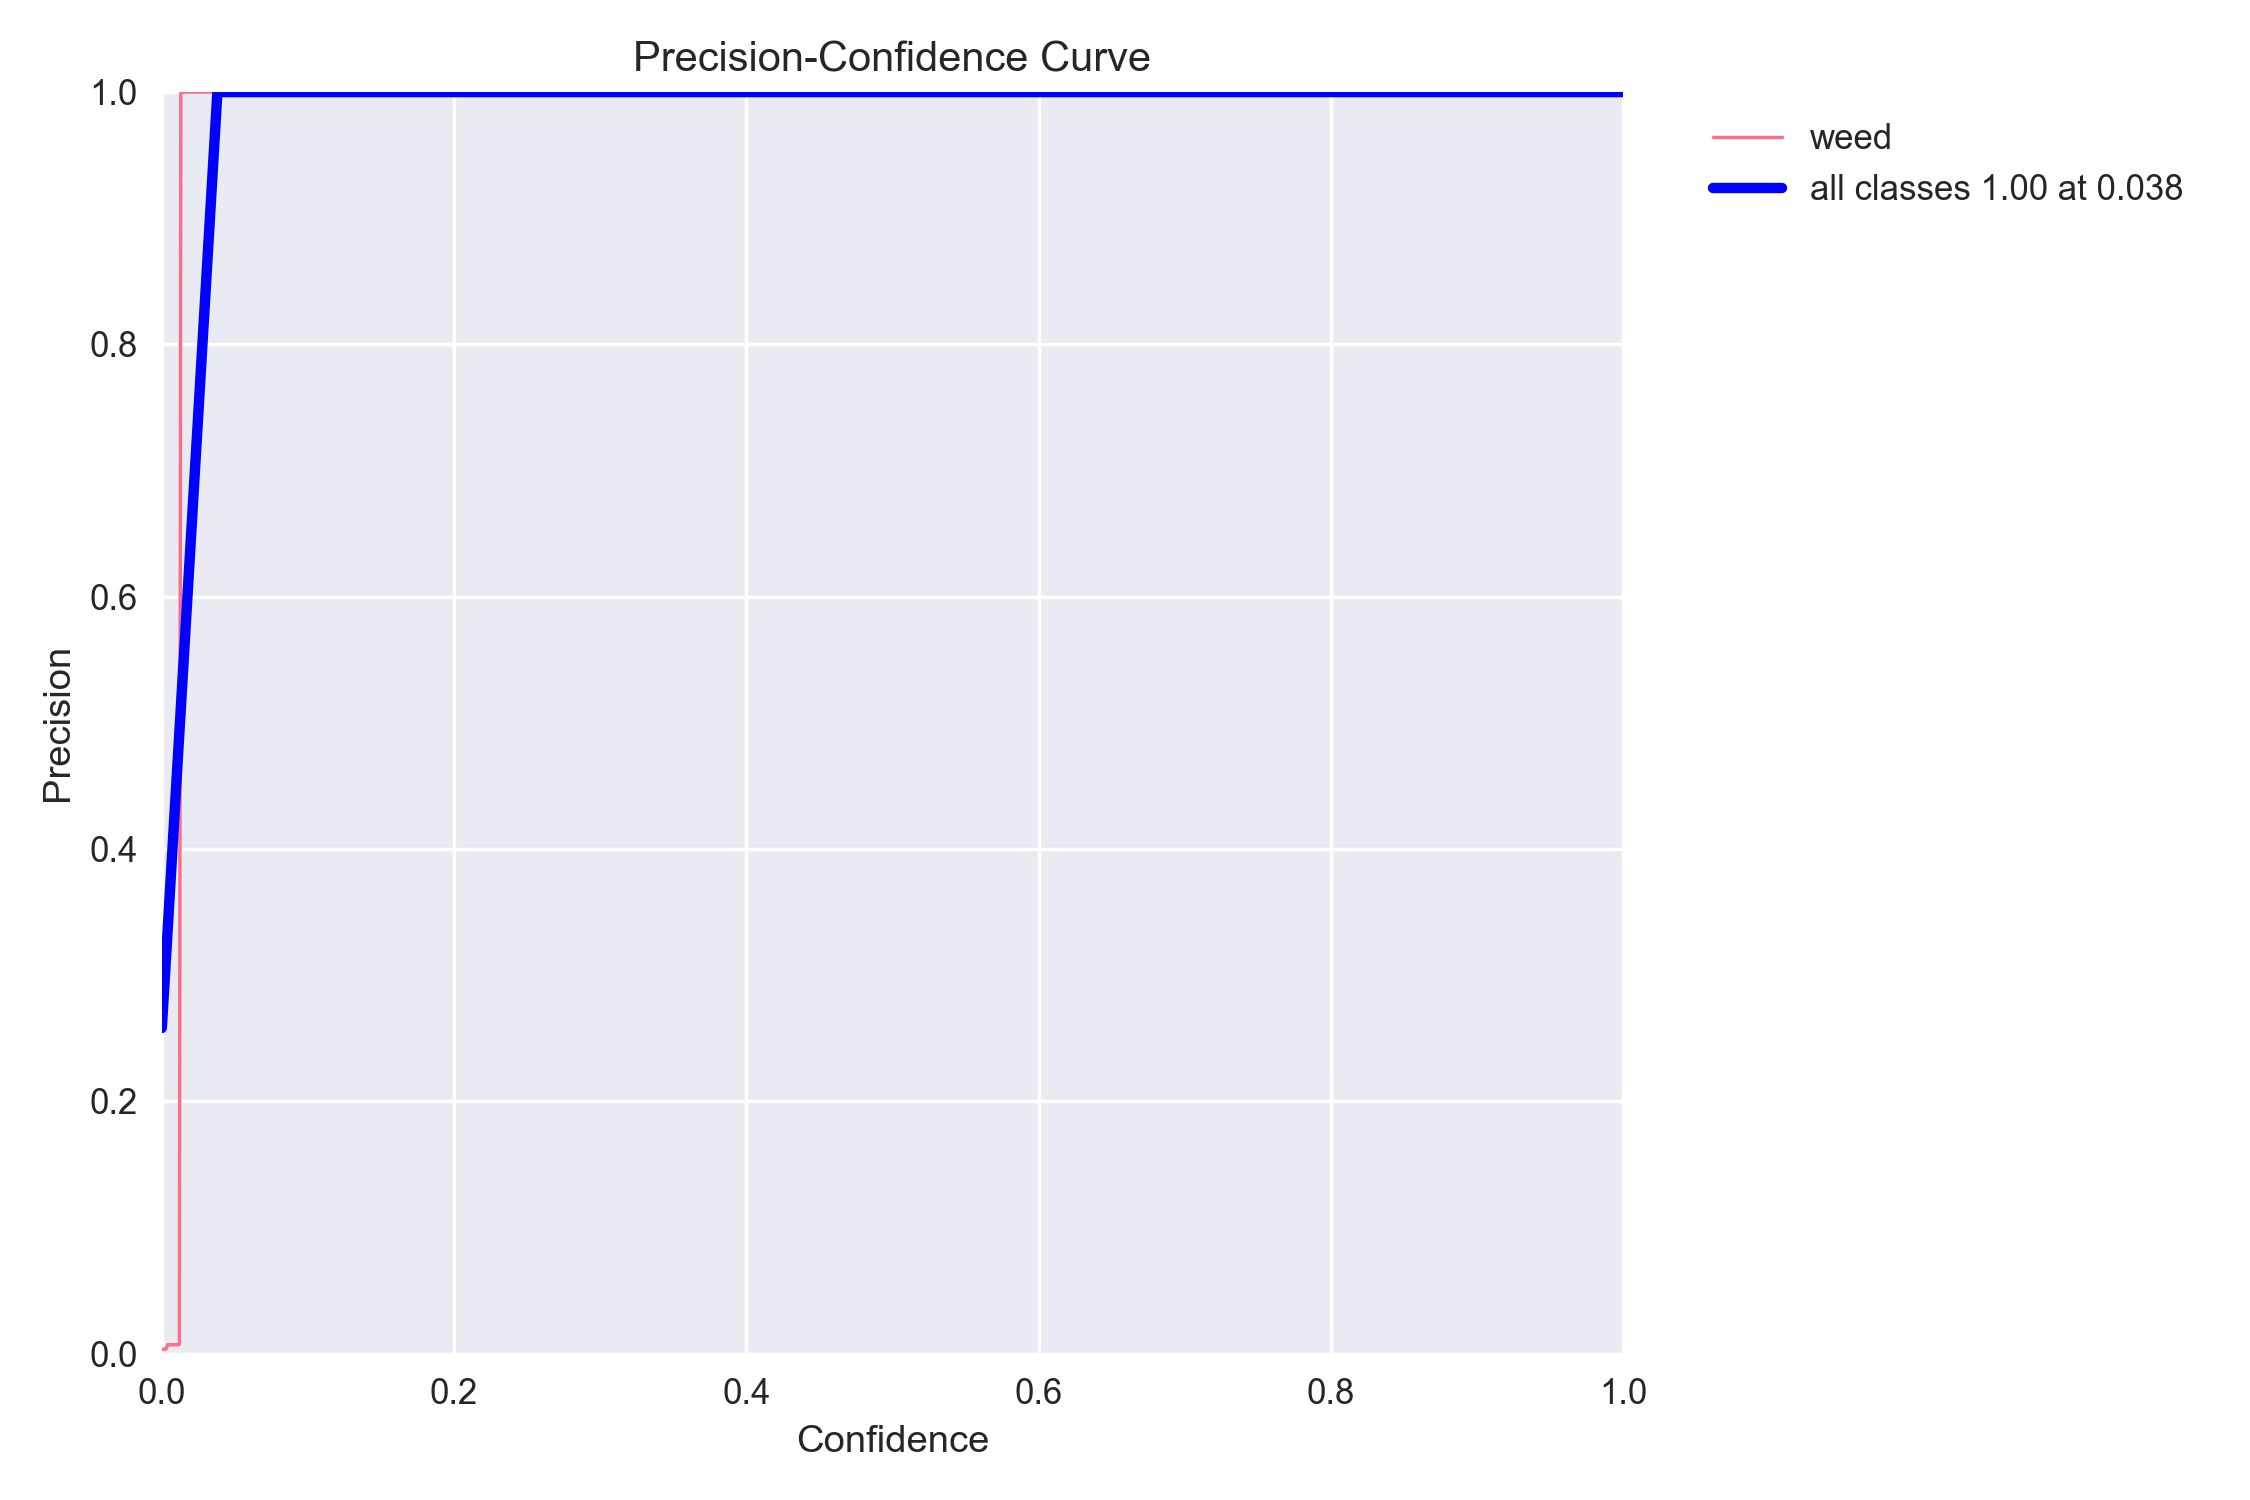 Precision-Confidence Curve
1.0
0.8
0.6
0.4
0.2
0.0
Precision
0.0 0.2 0.4 0.6 0.8 1.0
Confidence
weed
all classes 1.00 at 0.038